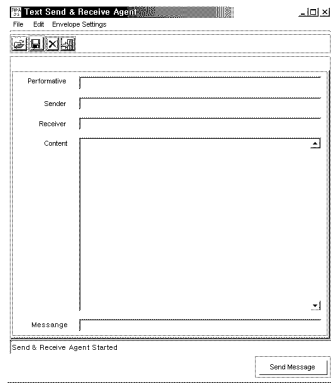 Text Send & Receive Agent
File Edit Envelope Settings
Performative
Sender
Receiver
Content
Messange
Send & Receive Agent Started
Send Message